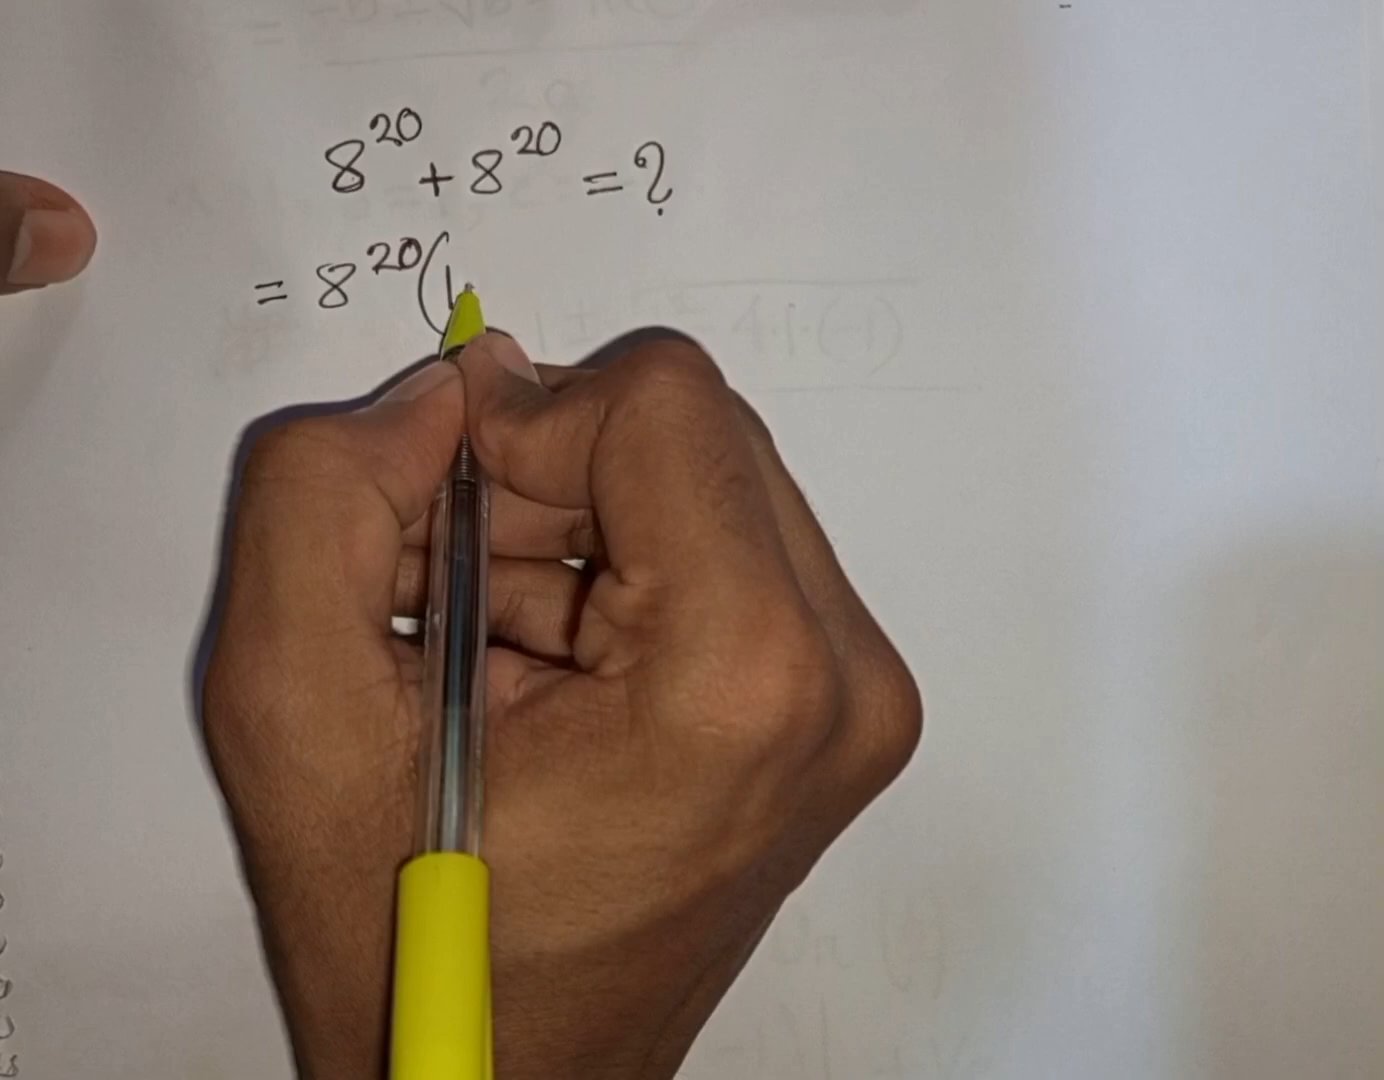 8^20 + 8^20 = ?
= 8^20 (1